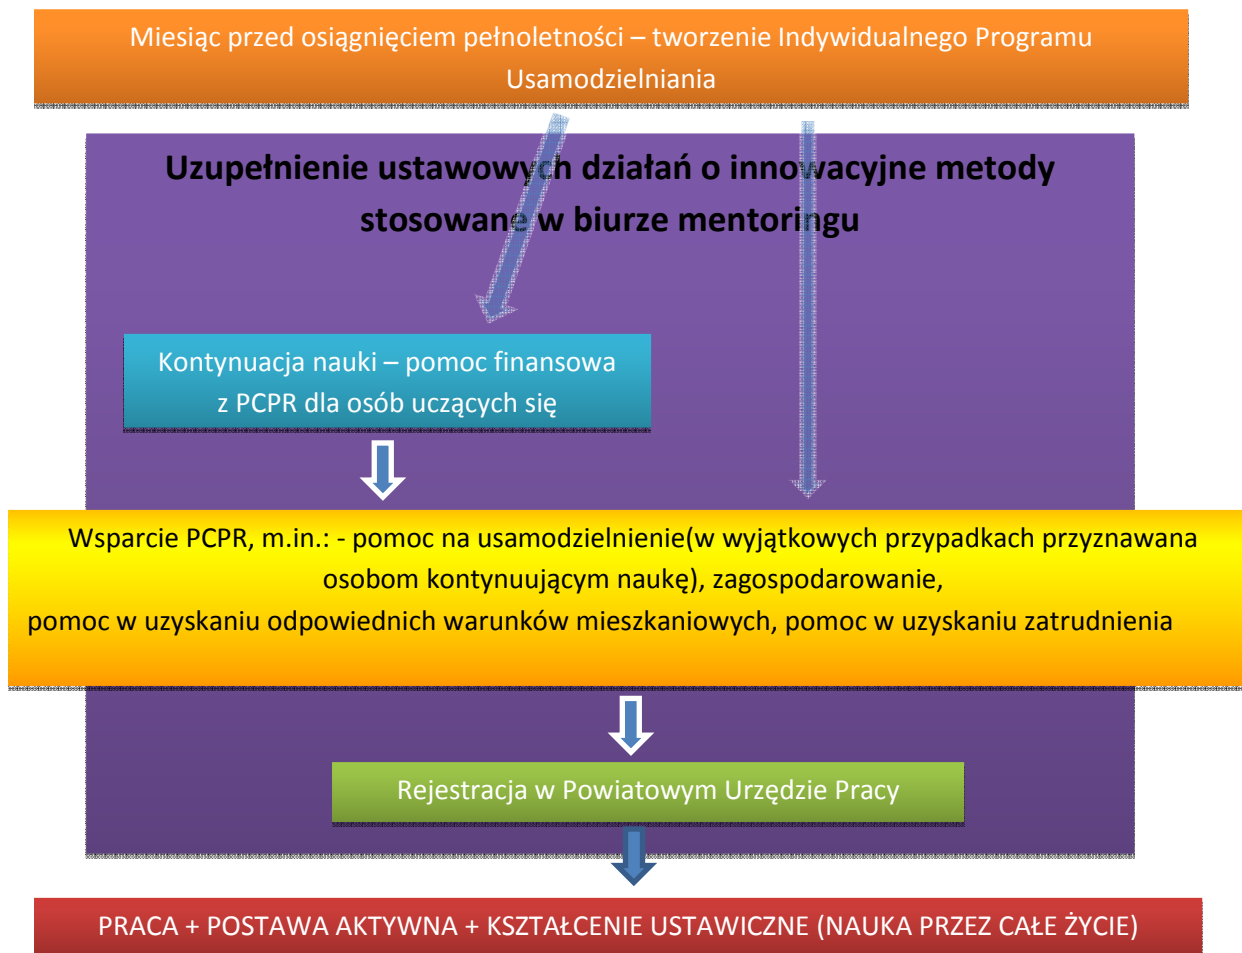 Miesiąc przed osiągnięciem pełnoletności – tworzenie Indywidualnego Programu
Usamodzielniania
Uzupełnienie ustawowych działań o innowacyjne metody
stosowane w biurze mentoringu
Kontynuacja nauki – pomoc finansowa
z PCPR dla osób uczących się
Wsparcie PCPR, m.in.: - pomoc na usamodzielnienie(w wyjątkowych przypadkach przyznawana
osobom kontynuującym naukę), zagospodarowanie,
pomoc w uzyskaniu odpowiednich warunków mieszkaniowych, pomoc w uzyskaniu zatrudnienia
Rejestracja w Powiatowym Urzędzie Pracy
PRACA + POSTAWA AKTYWNA + KSZTAŁCENIE USTAWICZNE (NAUKA PRZEZ CAŁE ŻYCIE)